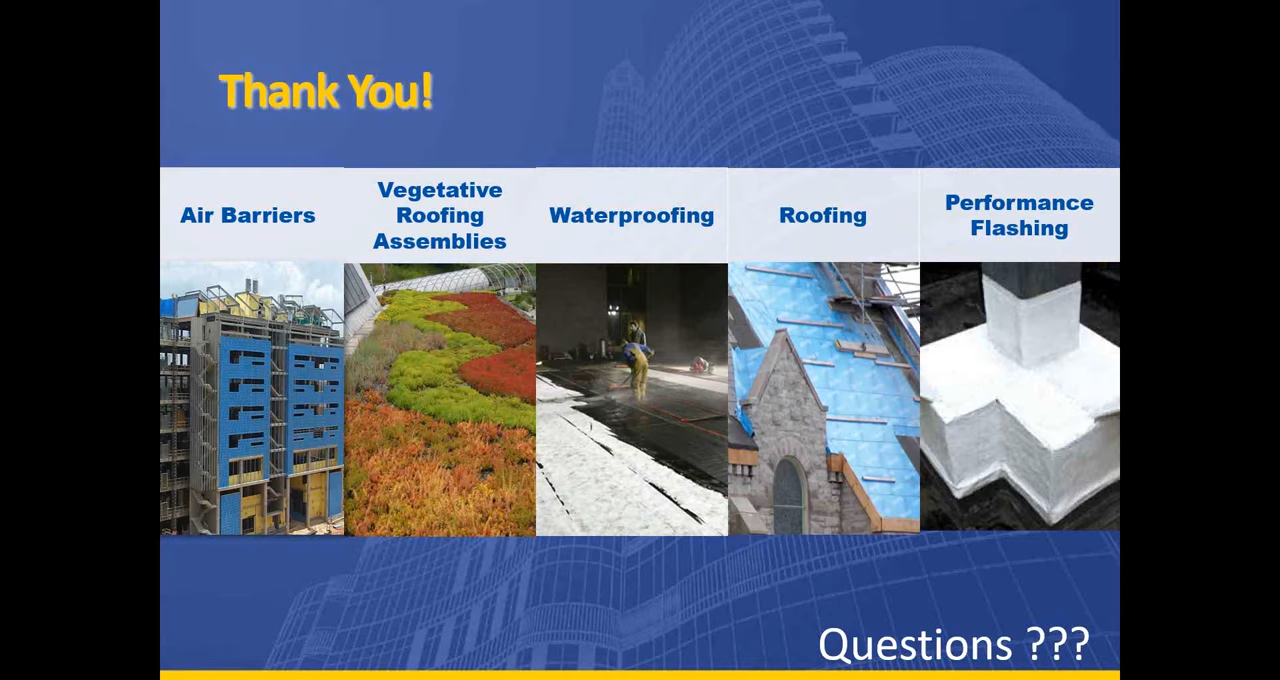 Thank You!
Air Barriers
Vegetative
Roofing
Assemblies
Waterproofing
Roofing
Performance
Flashing
Questions ???